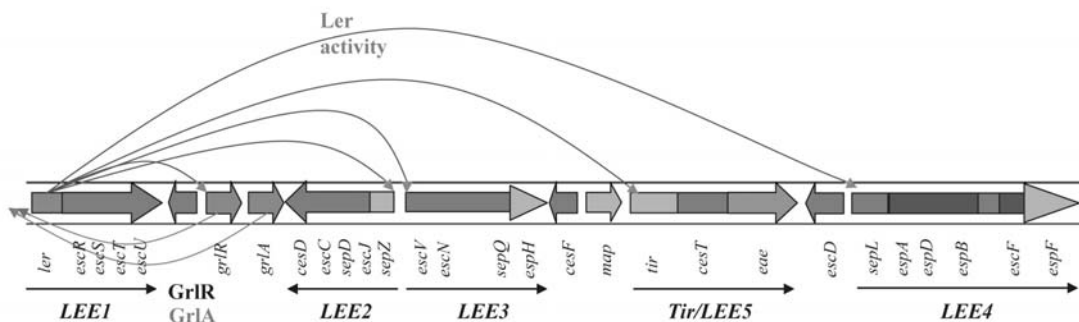 Ler
activity
ler
escR
escS
escT
escU
grlR
grlA
cesD
escC
sepD
escJ
sepZ
escV
escN
sepQ
espH
cesF
map
tir
cesT
eae
escD
sepL
espA
espD
espB
escF
espF
LEE1
GrlR
GrlA
LEE2
LEE3
Tir/LEE5
LEE4